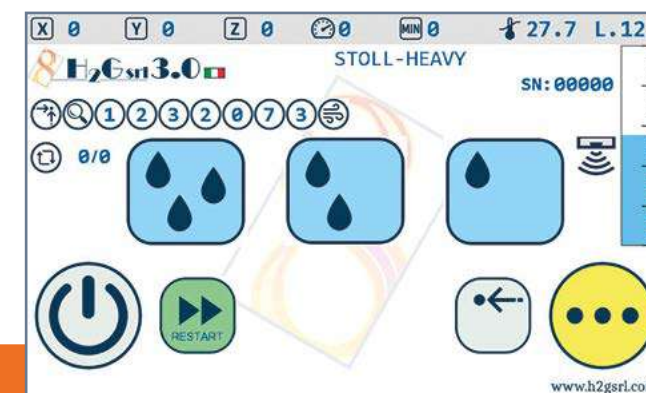 X 0 Y 0 Z 0 0 MIN 0 27.7 L.12
8 H2G srl 3.0
STOLL-HEAVY
SN:00000
1 2 3 2 0 7 3
0/0
RESTART
www.h2gsrl.co